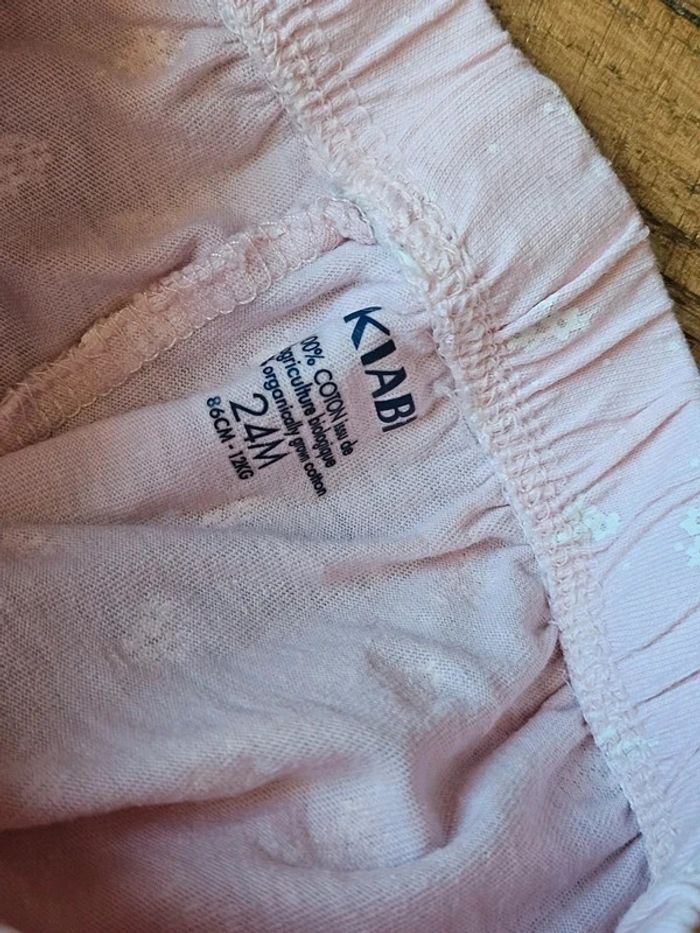 KIABI
00% COTON issu de
agriculture biologique
organically grown cotton
24M
86CM - 12KG